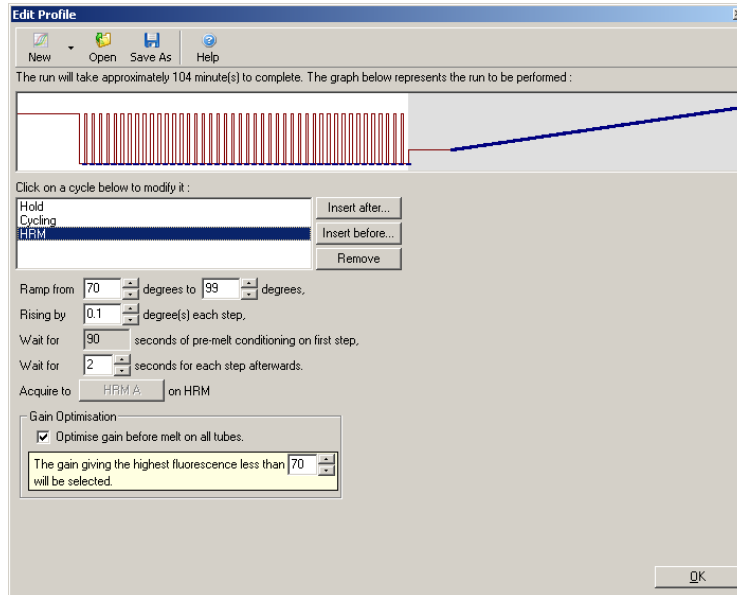 Edit Profile
New Open Save As Help
The run will take approximately 104 minute(s) to complete. The graph below represents the run to be performed :
Click on a cycle below to modify it :
Hold
Cycling
HRM
Insert after...
Insert before...
Remove
Ramp from 70 degrees to 99 degrees,
Rising by 0.1 degree(s) each step,
Wait for 90 seconds of pre-melt conditioning on first step,
Wait for 2 seconds for each step afterwards.
Acquire to HRM A on HRM
Gain Optimisation
Optimise gain before melt on all tubes.
The gain giving the highest fluorescence less than 70
will be selected.
OK